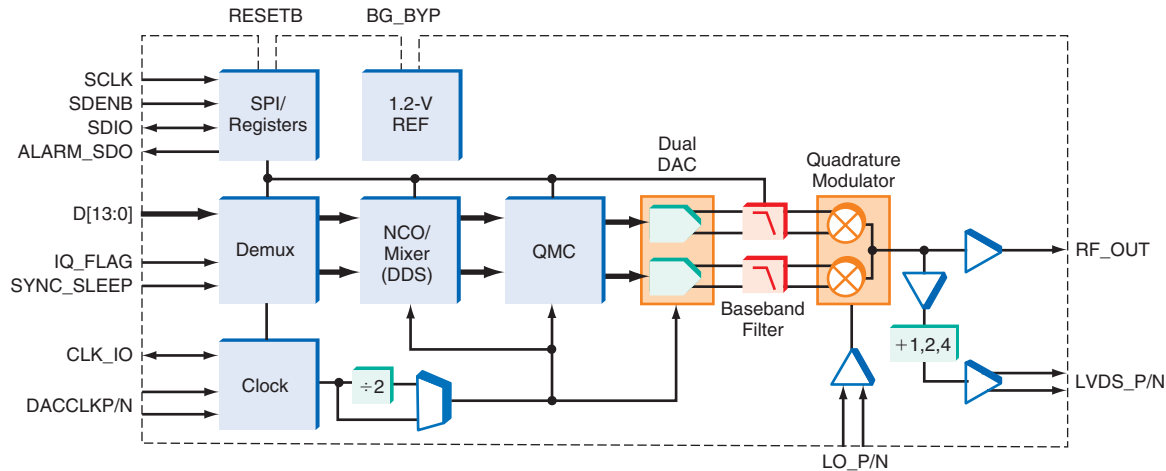 RESETB
BG_BYP
SCLK
SDENB
SDIO
ALARM_SDO
SPI/
Registers
1.2-V
REF
Dual
DAC
Quadrature
Modulator
D[13:0]
IQ_FLAG
SYNC_SLEEP
Demux
NCO/
Mixer
(DDS)
QMC
RF_OUT
Baseband
Filter
+1,2,4
CLK_IO
DACCLKP/N
Clock
÷2
LVDS_P/N
LO_P/N